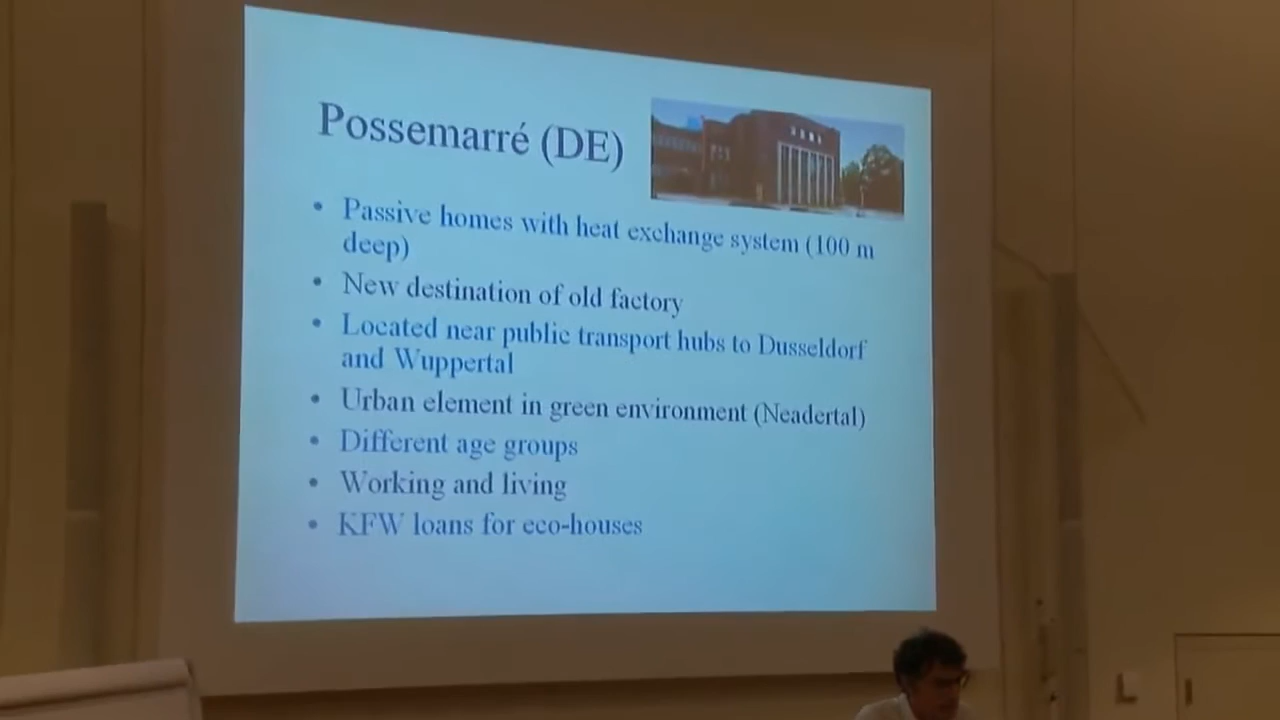 Possemarré (DE)
• Passive homes with heat exchange system (100 m
deep)
• New destination of old factory
• Located near public transport hubs to Dusseldorf
and Wuppertal
• Urban element in green environment (Neadertal)
• Different age groups
• Working and living
• KFW loans for eco-houses